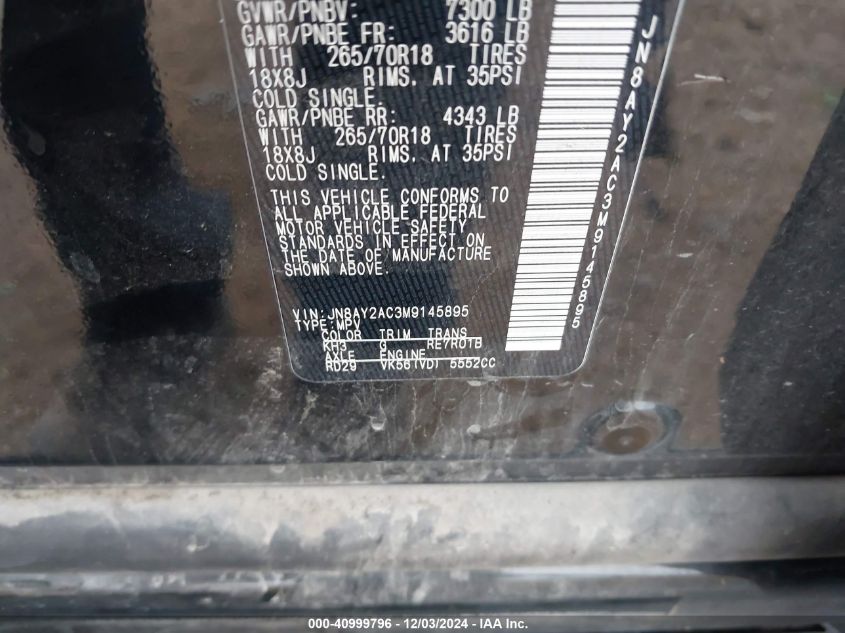 GVWR/PNBV: 7300 LB
GAWR/PNBE FR: 3616 LB
WITH 265/70R18 TIRES
18X8J RIMS. AT 35PSI
COLD SINGLE.
GAWR/PNBE RR: 4343 LB
WITH 265/70R18 TIRES
18X8J RIMS. AT 35PSI
COLD SINGLE.
THIS VEHICLE CONFORMS TO
ALL APPLICABLE FEDERAL
MOTOR VEHICLE SAFETY
STANDARDS IN EFFECT ON
THE DATE OF MANUFACTURE
SHOWN ABOVE.
VIN:JN8AY2AC3M9145895
TYPE:MPV
COLOR TRIM TRANS
KH3 G RE7R01B
AXLE ENGINE
RD29 VK56(VD) 5552CC
JN8AY2AC3M9145895
000-40999796 - 12/03/2024 - IAA Inc.